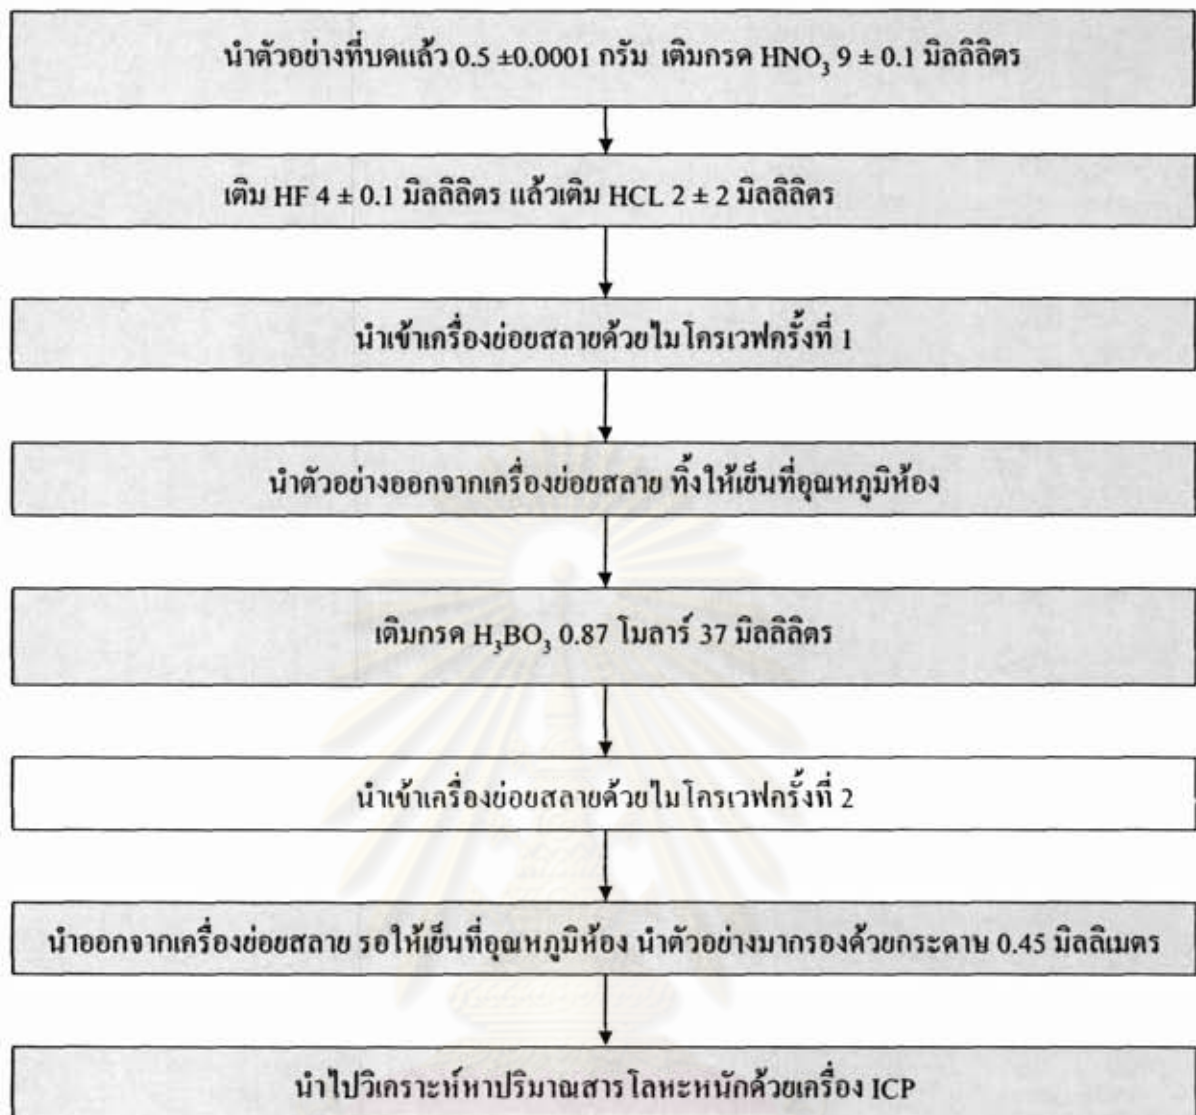 นำตัวอย่างที่บดแล้ว 0.5 ±0.0001 กรัม เติมกรด HNO₃ 9 ± 0.1 มิลลิลิตร
เติม HF 4 ± 0.1 มิลลิลิตร แล้วเติม HCL 2 ± 2 มิลลิลิตร
นำเข้าเครื่องย่อยสลายด้วยไมโครเวฟครั้งที่ 1
นำตัวอย่างออกจากเครื่องย่อยสลาย ทิ้งให้เย็นที่อุณหภูมิห้อง
เติมกรด H₃BO₃ 0.87 โมลาร์ 37 มิลลิลิตร
นำเข้าเครื่องย่อยสลายด้วยไมโครเวฟครั้งที่ 2
นำออกจากเครื่องย่อยสลาย รอให้เย็นที่อุณหภูมิห้อง นำตัวอย่างมากรองด้วยกระดาษ 0.45 มิลลิเมตร
นำไปวิเคราะห์หาปริมาณสารโลหะหนักด้วยเครื่อง ICP